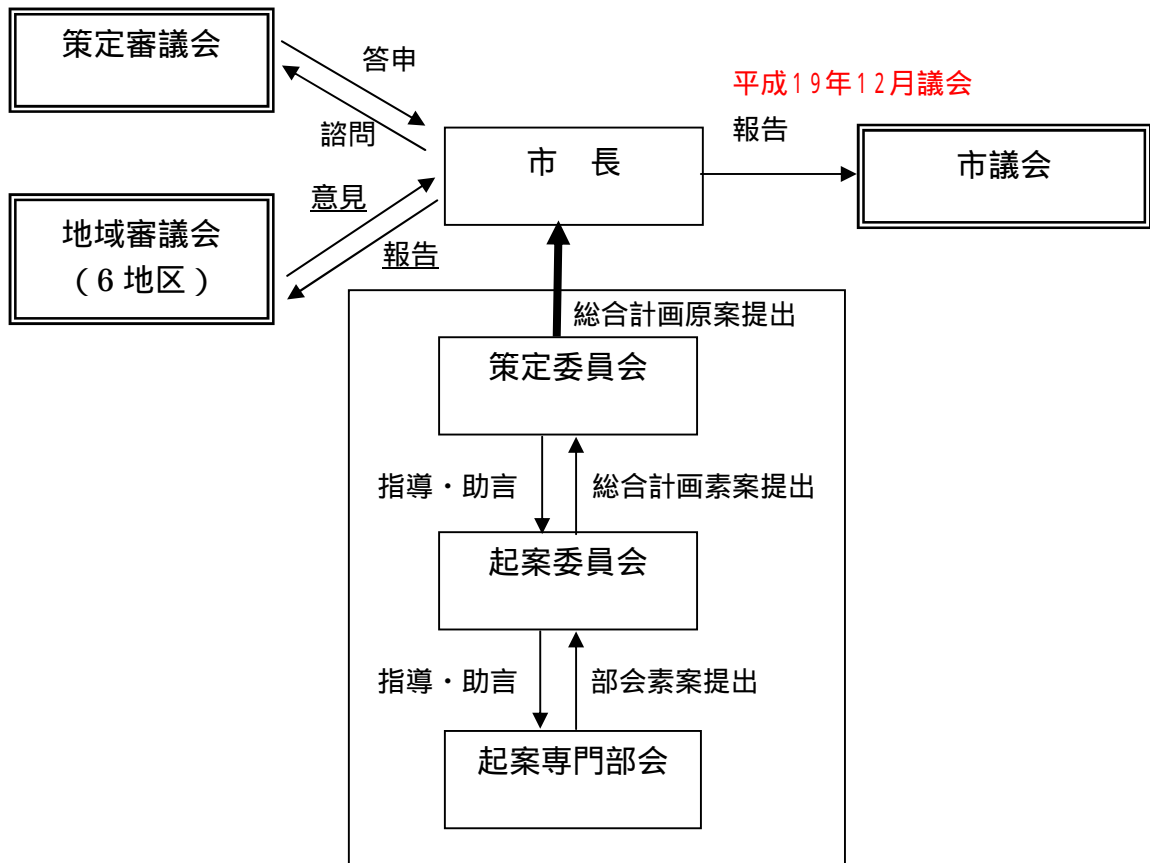 策定審議会
答申
諮問
平成19年12月議会
報告
市 長
市議会
意見
報告
地域審議会
(6地区)
総合計画原案提出
策定委員会
指導・助言
総合計画素案提出
起案委員会
指導・助言
部会素案提出
起案専門部会